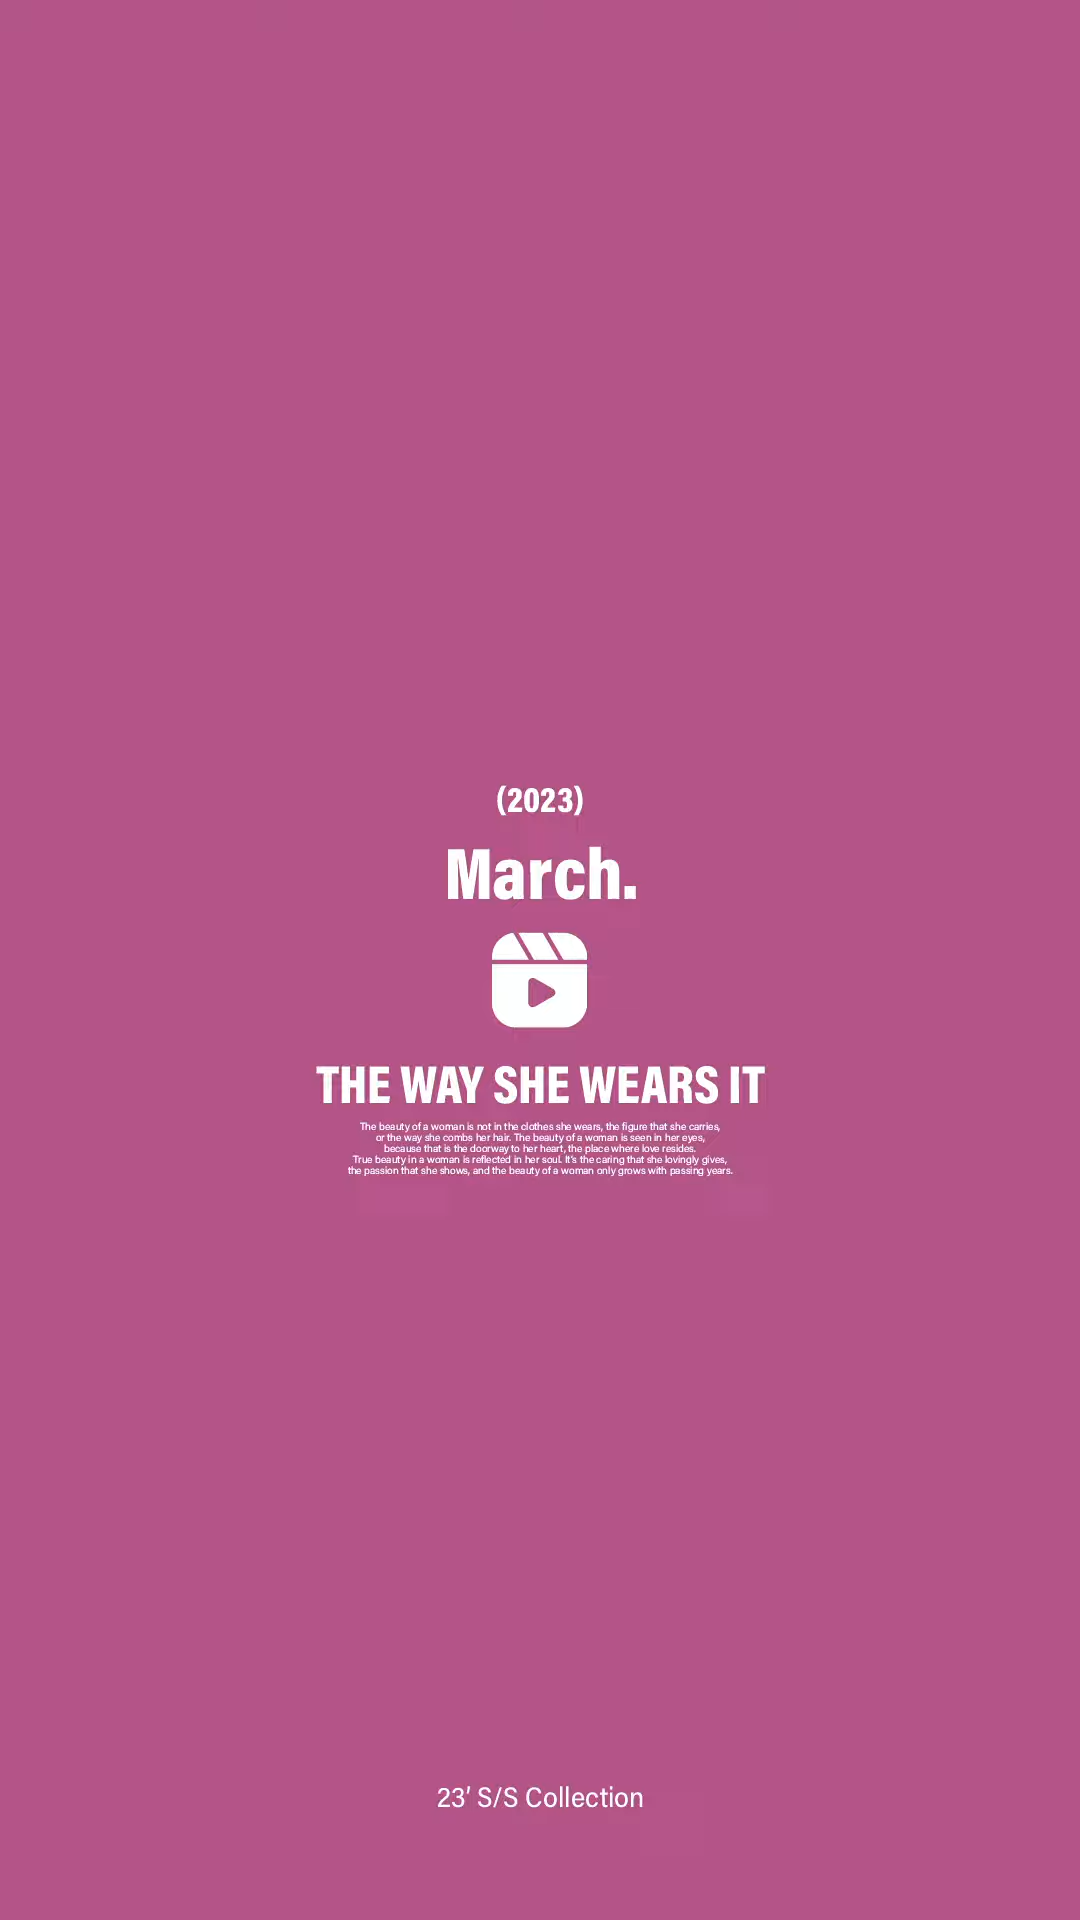 (2023)
March.
THE WAY SHE WEARS IT
The beauty of a woman is not in the clothes she wears, the figure that she carries,
or the way she combs her hair. The beauty of a woman is seen in her eyes,
because that is the doorway to her heart, the place where love resides.
True beauty in a woman is reflected in her soul. It's the caring that she lovingly gives,
the passion that she shows, and the beauty of a woman only grows with passing years.
23' S/S Collection